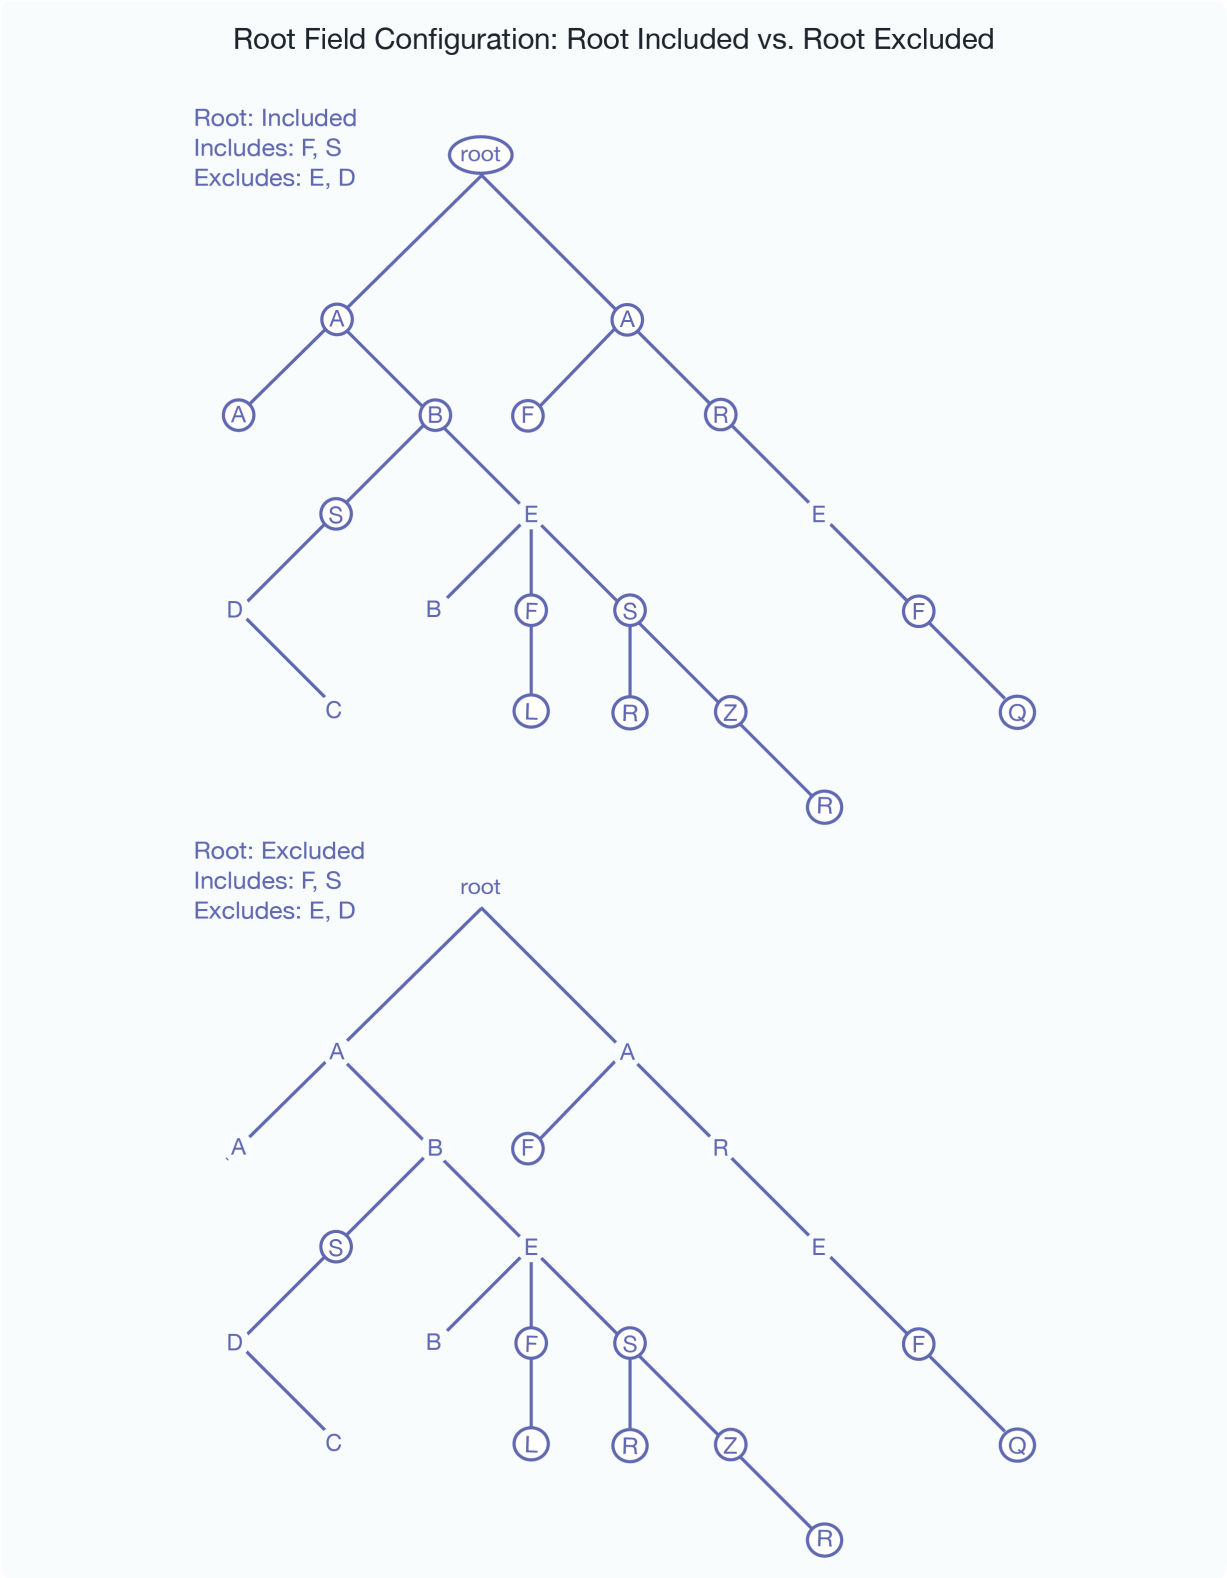 Root Field Configuration: Root Included vs. Root Excluded
Root: Included
Includes: F, S
Excludes: E, D
root
A A
A B F R
S E E
D B F S F
C L R Z Q
R
Root: Excluded
Includes: F, S
Excludes: E, D
root
A A
A B F R
S E E
D B F S F
C L R Z Q
R